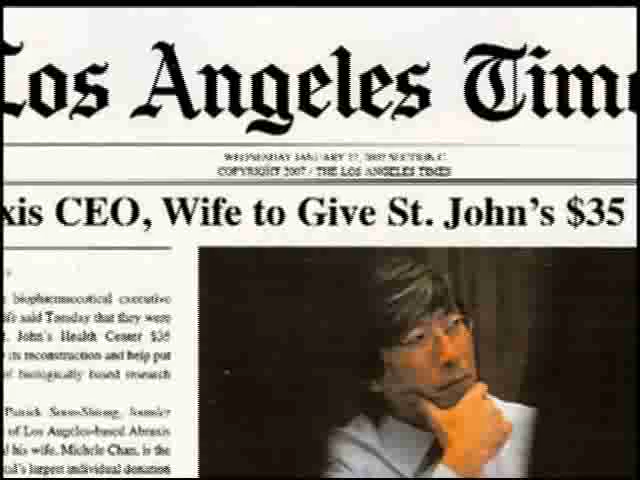 Los Angeles Time
WEDNESDAY JANUARY 17, 2007 SECTION C
COPYRIGHT 2007 / THE LOS ANGELES TIMES
xis CEO, Wife to Give St. John's $35
biopharmaceutical executive
ife said Tuesday that they were
t. John's Health Center $35
its reconstruction and help put
of biologically based research
Patrick Soon-Shiong, founder
of Los Angeles-based Abraxis
d his wife, Michele Chan, is the
tal's largest individual donation